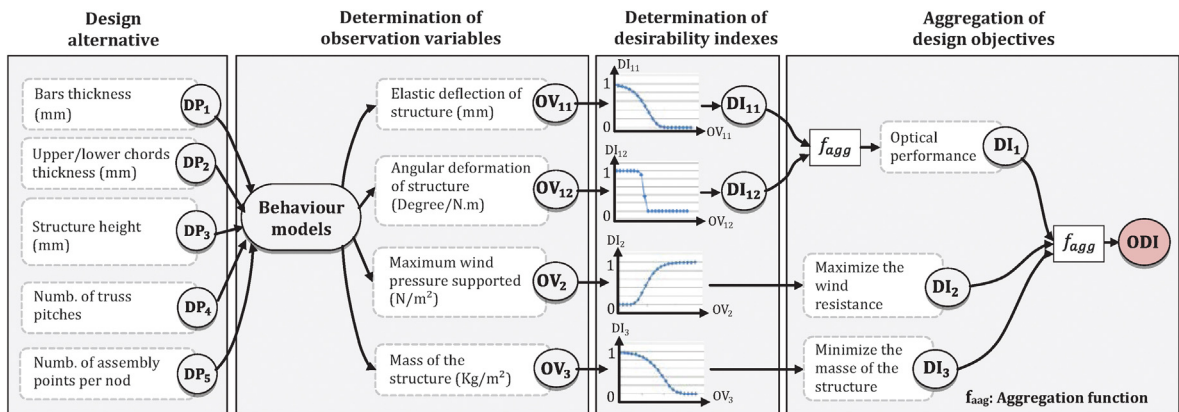 Design
alternative
Determination of
observation variables
Determination of
desirability indexes
Aggregation of
design objectives
Bars thickness
(mm)
DP1
Upper/lower chords
thickness (mm)
DP2
Structure height
(mm)
DP3
Numb. of truss
pitches
DP4
Numb. of assembly
points per nod
DP5
Behaviour
models
Elastic deflection of
structure (mm)
OV11
Angular deformation
of structure
(Degree/N.m)
OV12
Maximum wind
pressure supported
(N/m²)
OV2
Mass of the
structure (Kg/m²)
OV3
DI11
1
0
OV11
DI12
1
0
OV12
DI2
1
0
OV2
DI3
1
0
OV3
DI11
DI12
fagg
Optical
performance
DI1
Maximize the
wind
resistance
DI2
Minimize the
masse of the
structure
DI3
fagg
ODI
faag: Aggregation function